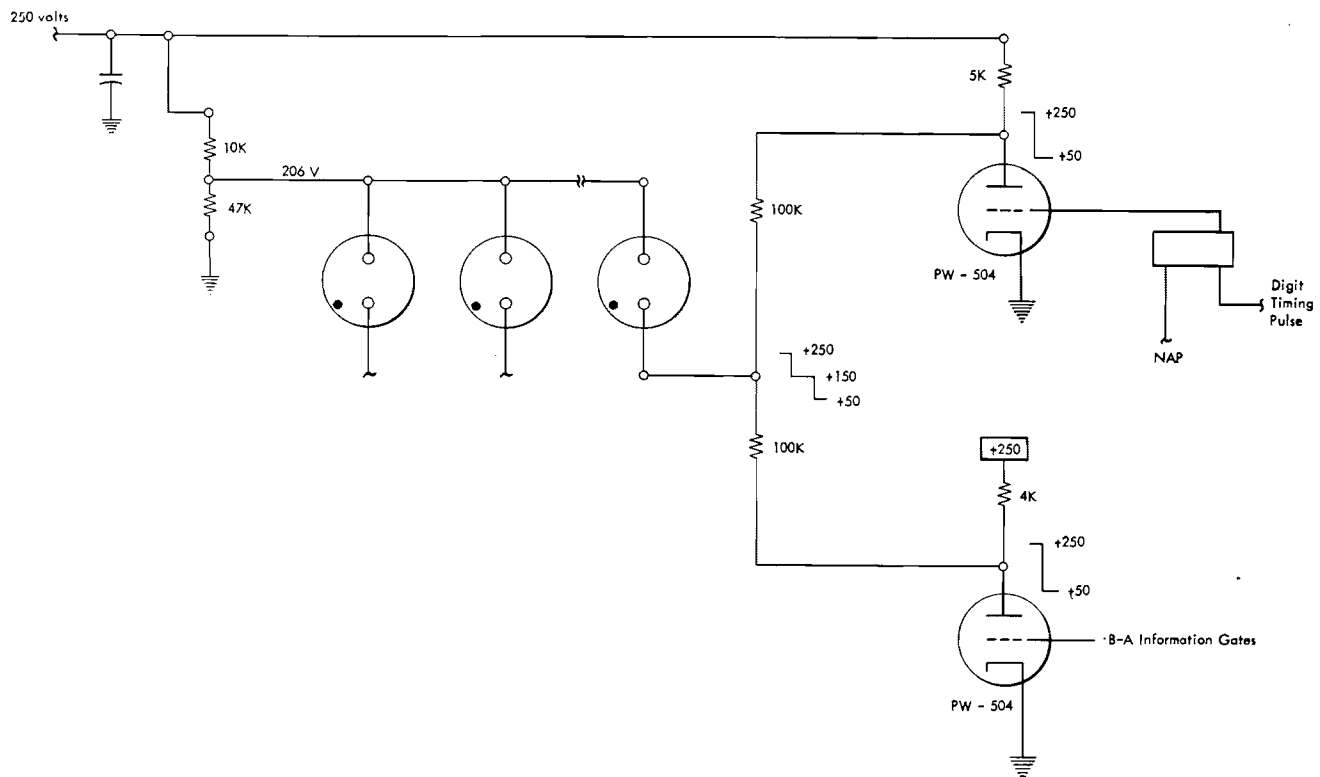 250 volts
5K
+250
+50
10K
206 V
47K
100K
PW - 504
Digit
Timing
Pulse
NAP
+250
+150
+50
100K
+250
4K
+250
+50
B-A Information Gates
PW - 504